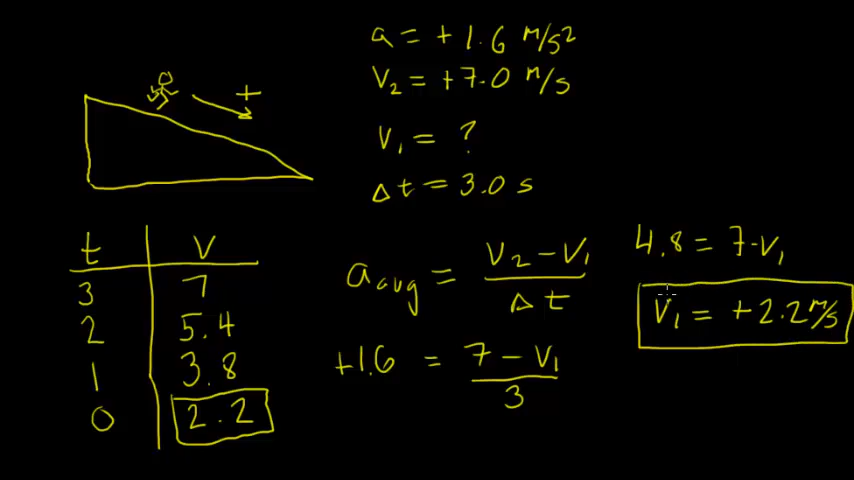 a = +1.6 m/s²
V₂ = +7.0 m/s
+
V₁ = ?
Δt = 3.0 s
t V
3 7
2 5.4
1 3.8
0 2.2
a avg = V₂ - V₁ / Δt
+1.6 = 7 - V₁ / 3
4.8 = 7 - V₁
V₁ = +2.2 m/s